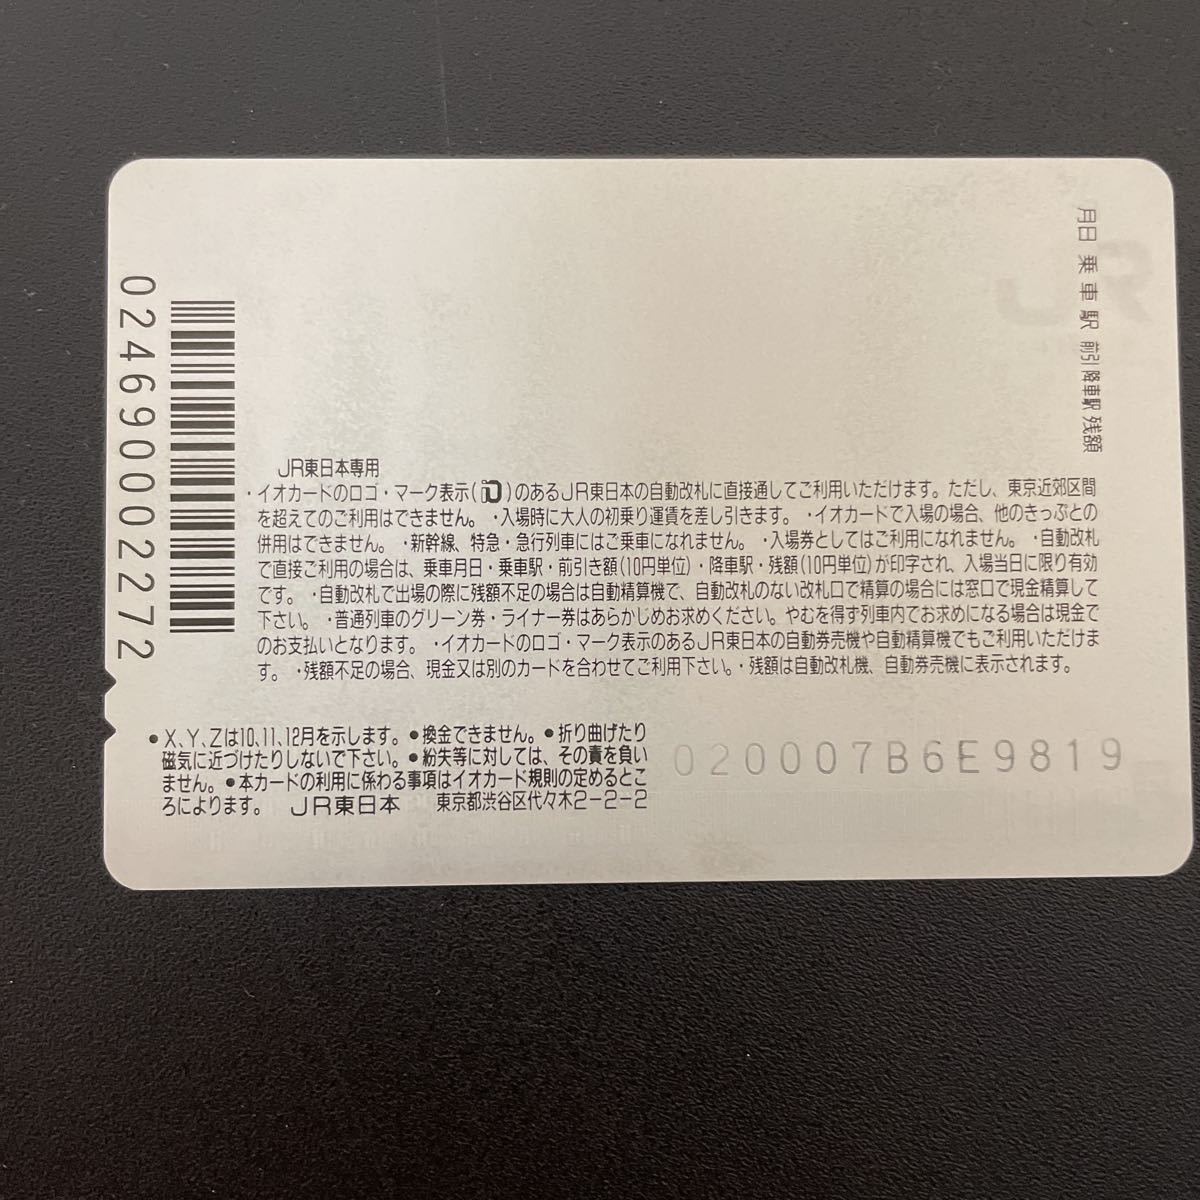 月日 乗車駅 前引 降車駅 残額
JR
0246900002272
JR東日本専用
・イオカードのロゴ・マーク表示(iO)のあるJR東日本の自動改札に直接通してご利用いただけます。ただし、東京近郊区間
を超えてのご利用はできません。・入場時に大人の初乗り運賃を差し引きます。・イオカードで入場の場合、他のきっぷとの
併用はできません。・新幹線、特急・急行列車にはご乗車になれません。・入場券としてはご利用になれません。・自動改札
で直接ご利用の場合は、乗車月日・乗車駅・前引き額(10円単位)・降車駅・残額(10円単位)が印字され、入場当日に限り有効
です。・自動改札で出場の際に残額不足の場合は自動精算機で、自動改札のない改札口で精算の場合には窓口で現金精算して
下さい。・普通列車のグリーン券・ライナー券はあらかじめお求めください。やむを得ず列車内でお求めになる場合は現金で
のお支払いとなります。・イオカードのロゴ・マーク表示のあるJR東日本の自動券売機や自動精算機でもご利用いただけま
す。・残額不足の場合、現金又は別のカードを合わせてご利用下さい。・残額は自動改札機、自動券売機に表示されます。
●X、Y、Zは10、11、12月を示します。●換金できません。●折り曲げたり
磁気に近づけたりしないで下さい。●紛失等に対しては、その責を負い
ません。●本カードの利用に係わる事項はイオカード規則の定めるとこ
ろによります。 JR東日本 東京都渋谷区代々木2-2-2
020007B6E9819